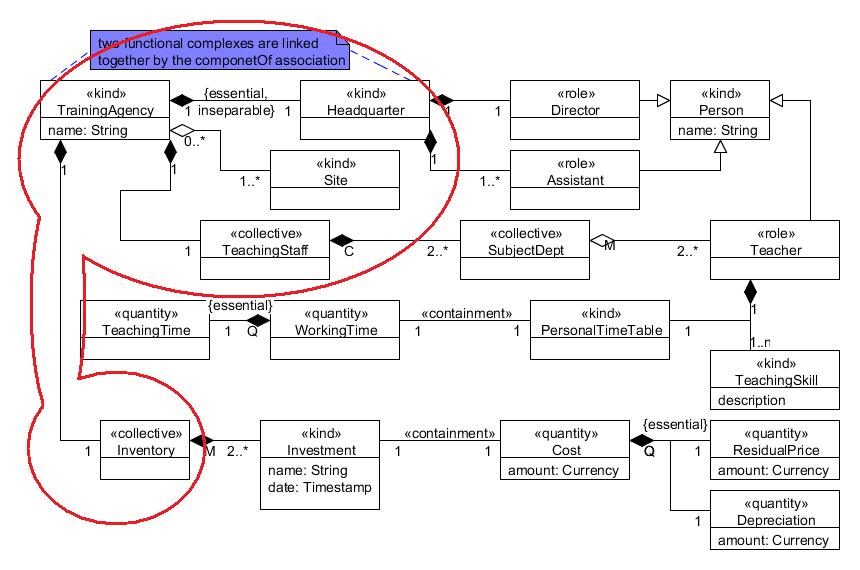 two functional complexes are linked
together by the componetOf association
«kind»
TrainingAgency
name: String
1
{essential,
inseparable}
1
«kind»
Headquarter
1
1
«role»
Director
«kind»
Person
name: String
0..*
1
1
1
«kind»
Site
1..*
1..*
«role»
Assistant
«collective»
TeachingStaff
1
C
2..*
«collective»
SubjectDept
M
2..*
«role»
Teacher
1
«quantity»
TeachingTime
{essential}
1
Q
«quantity»
WorkingTime
«containment»
1
1
«kind»
PersonalTimeTable
1
1..n
«kind»
TeachingSkill
description
«collective»
Inventory
1
M
2..*
«kind»
Investment
name: String
date: Timestamp
«containment»
1
1
«quantity»
Cost
amount: Currency
{essential}
Q
1
«quantity»
ResidualPrice
amount: Currency
1
«quantity»
Depreciation
amount: Currency